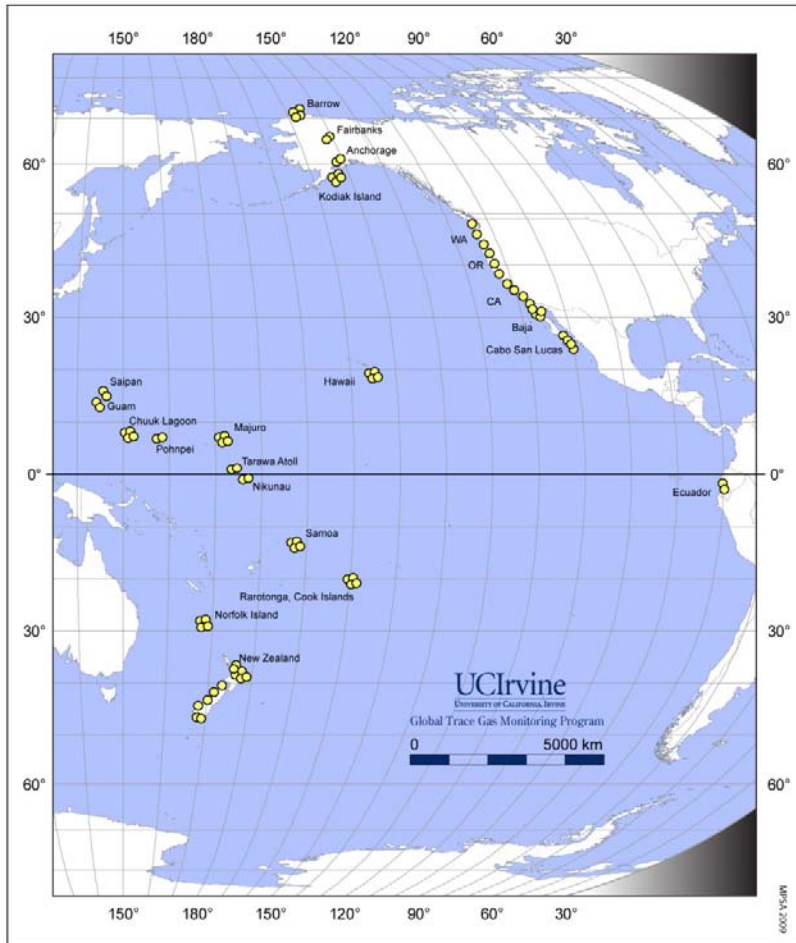 150° 180° 150° 120° 90° 60° 30°
Barrow
Fairbanks
Anchorage
60° 60°
Kodiak Island
WA
OR
CA
30° 30°
Baja
Cabo San Lucas
Hawaii
Saipan
Guam
Chuuk Lagoon
Majuro
Pohnpei
Tarawa Atoll
0° 0°
Nikunau
Ecuador
Samoa
Rarotonga, Cook Islands
Norfolk Island
30° 30°
New Zealand
UCIrvine
UNIVERSITY OF CALIFORNIA, IRVINE
Global Trace Gas Monitoring Program
0 5000 km
60° 60°
150° 180° 150° 120° 90° 60° 30°
MPSA 2009